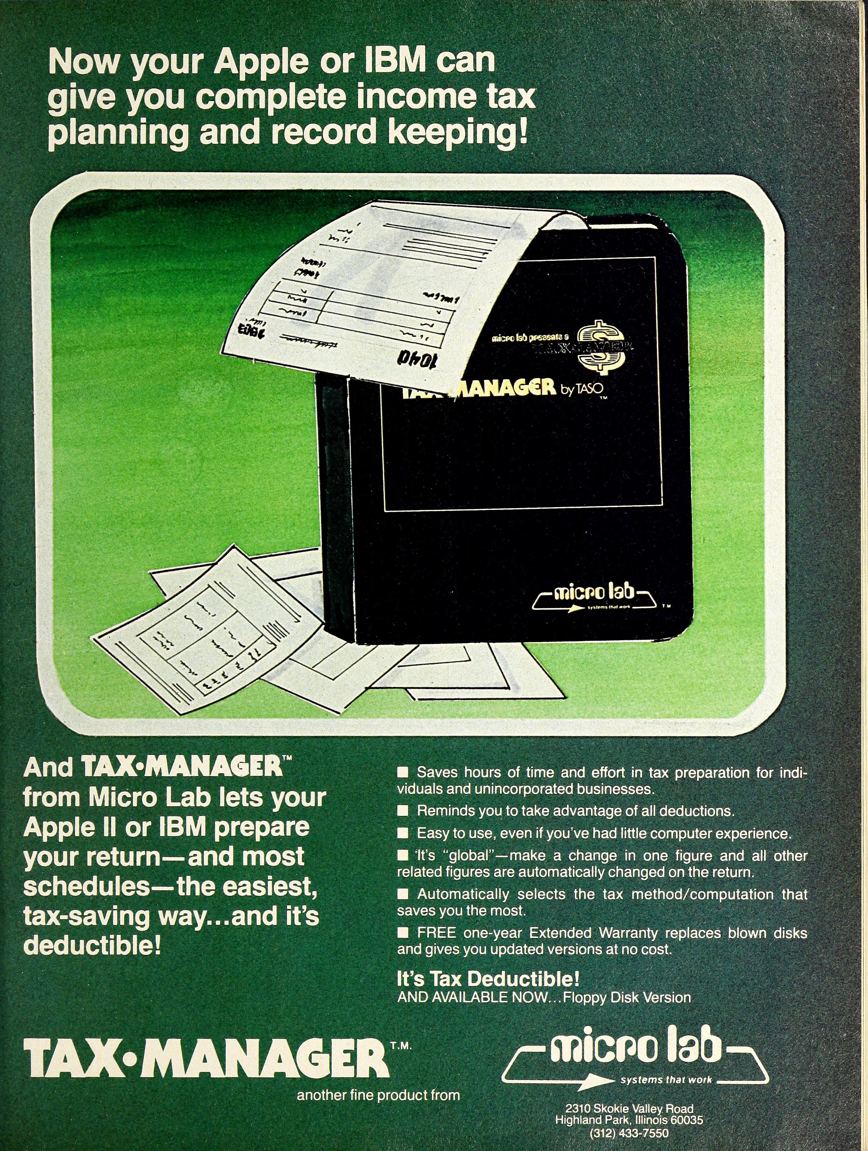 Now your Apple or IBM can
give you complete income tax
planning and record keeping!
1040
micro lab presents a
$
TAX MANAGER by TASO
TM
micro lab
systems that work
T.M.
And TAX•MANAGER™
from Micro Lab lets your
Apple II or IBM prepare
your return—and most
schedules—the easiest,
tax-saving way...and it's
deductible!
■ Saves hours of time and effort in tax preparation for indi-
viduals and unincorporated businesses.
■ Reminds you to take advantage of all deductions.
■ Easy to use, even if you've had little computer experience.
■ 'It's "global"—make a change in one figure and all other
related figures are automatically changed on the return.
■ Automatically selects the tax method/computation that
saves you the most.
■ FREE one-year Extended Warranty replaces blown disks
and gives you updated versions at no cost.
It's Tax Deductible!
AND AVAILABLE NOW...Floppy Disk Version
TAX•MANAGER T.M.
another fine product from
micro lab
systems that work
2310 Skokie Valley Road
Highland Park, Illinois 60035
(312) 433-7550